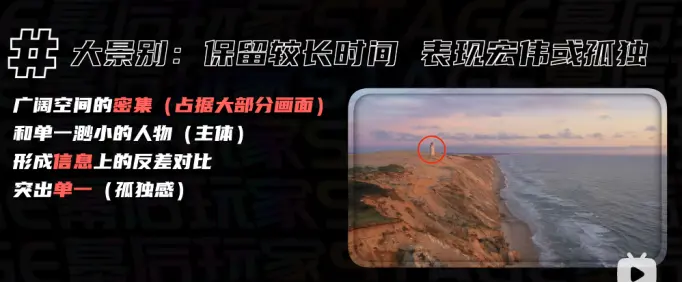 # 大景别：保留较长时间 表现宏伟或孤独
广阔空间的密集（占据大部分画面）
和单一渺小的人物（主体）
形成信息上的反差对比
突出单一（孤独感）